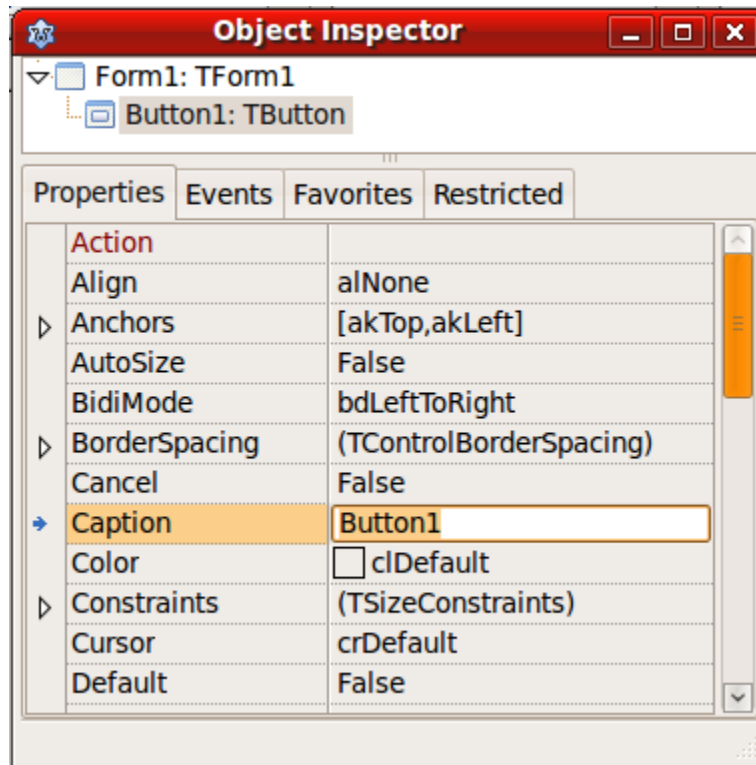 Object Inspector
Form1: TForm1
Button1: TButton
Properties Events Favorites Restricted
Action
Align alNone
Anchors [akTop,akLeft]
AutoSize False
BidiMode bdLeftToRight
BorderSpacing (TControlBorderSpacing)
Cancel False
Caption Button1
Color clDefault
Constraints (TSizeConstraints)
Cursor crDefault
Default False